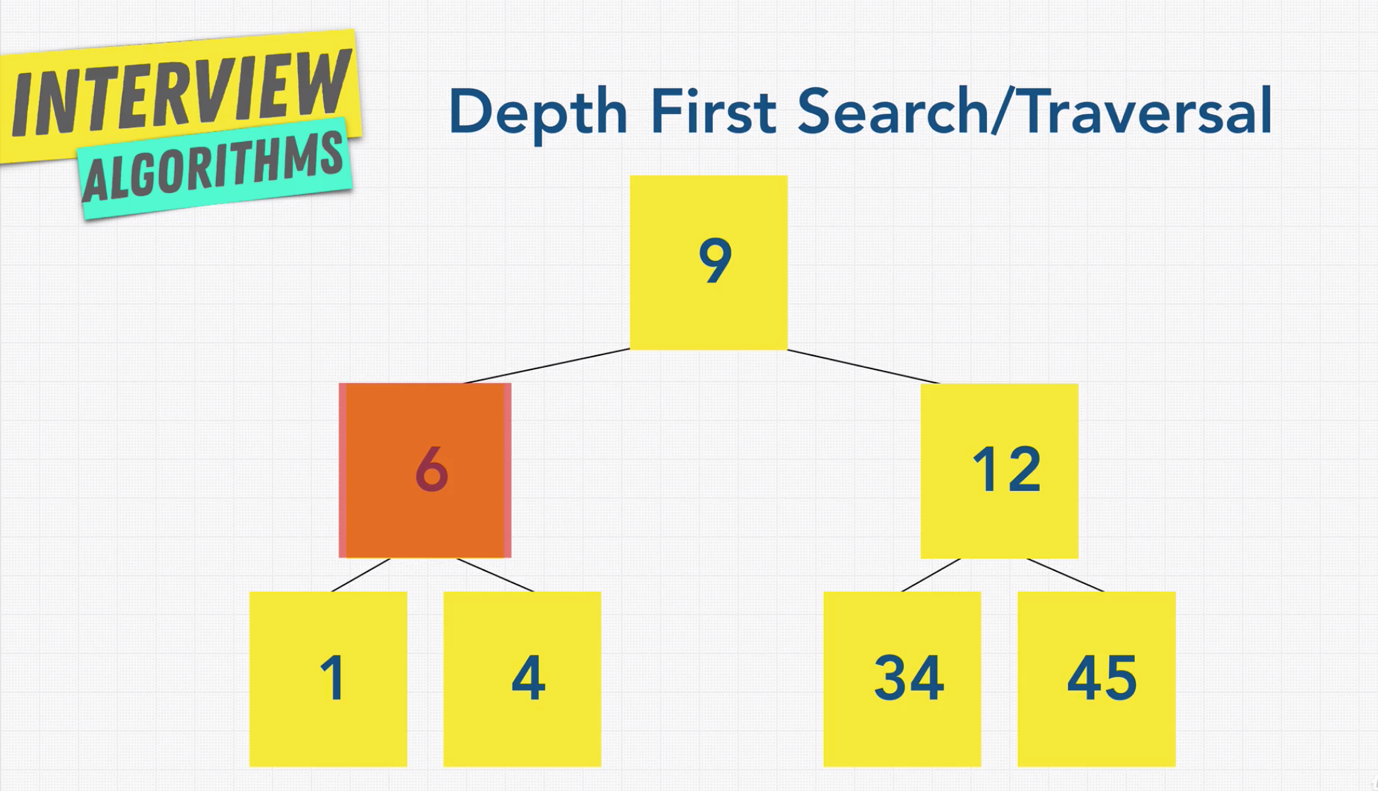 INTERVIEW
ALGORITHMS
Depth First Search/Traversal
9
6
12
1
4
34
45